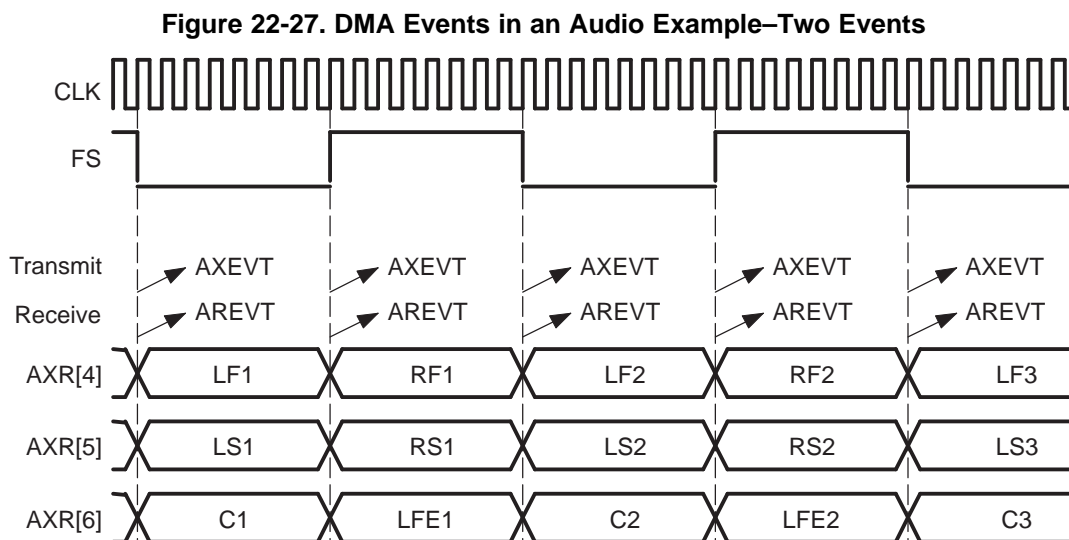 Figure 22-27. DMA Events in an Audio Example–Two Events
CLK
FS
Transmit AXEVT AXEVT AXEVT AXEVT AXEVT
Receive AREVT AREVT AREVT AREVT AREVT
AXR[4] LF1 RF1 LF2 RF2 LF3
AXR[5] LS1 RS1 LS2 RS2 LS3
AXR[6] C1 LFE1 C2 LFE2 C3